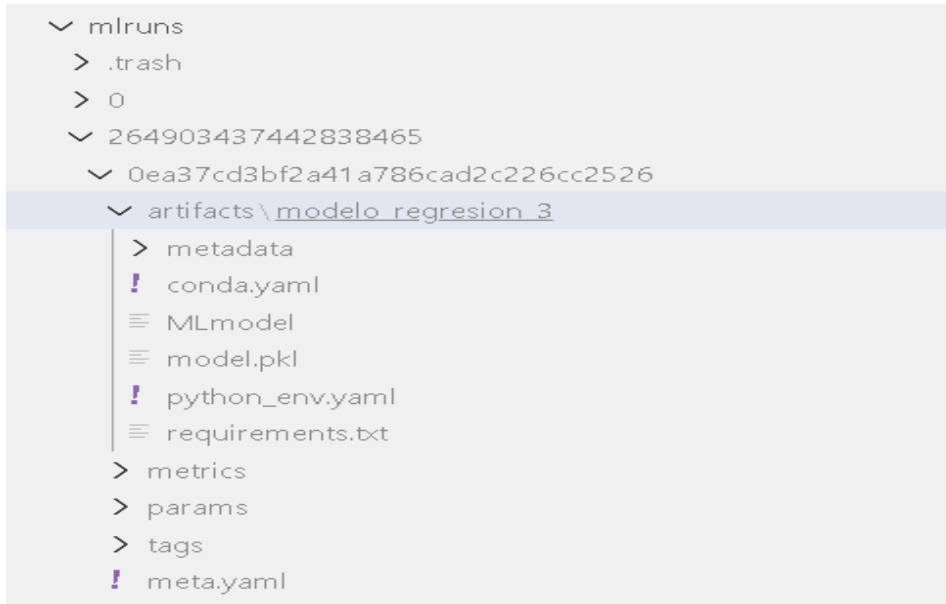 mlruns
.trash
0
264903437442838465
0ea37cd3bf2a41a786cad2c226cc2526
artifacts\modelo_regresion_3
metadata
! conda.yaml
MLmodel
model.pkl
! python_env.yaml
requirements.txt
metrics
params
tags
! meta.yaml